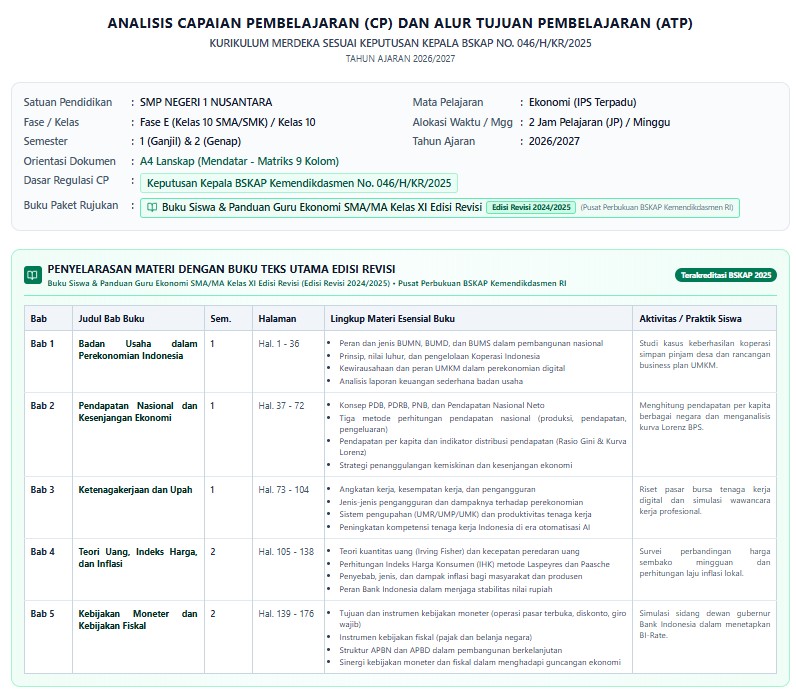 ANALISIS CAPAIAN PEMBELAJARAN (CP) DAN ALUR TUJUAN PEMBELAJARAN (ATP)
KURIKULUM MERDEKA SESUAI KEPUTUSAN KEPALA BSKAP NO. 046/H/KR/2025
TAHUN AJARAN 2026/2027
Satuan Pendidikan : SMP NEGERI 1 NUSANTARA
Mata Pelajaran : Ekonomi (IPS Terpadu)
Fase / Kelas : Fase E (Kelas 10 SMA/SMK) / Kelas 10
Alokasi Waktu / Mgg : 2 Jam Pelajaran (JP) / Minggu
Semester : 1 (Ganjil) & 2 (Genap)
Tahun Ajaran : 2026/2027
Orientasi Dokumen : A4 Lanskap (Mendatar - Matriks 9 Kolom)
Dasar Regulasi CP : Keputusan Kepala BSKAP Kemendikdasmen No. 046/H/KR/2025
Buku Paket Rujukan : Buku Siswa & Panduan Guru Ekonomi SMA/MA Kelas XI Edisi Revisi Edisi Revisi 2024/2025 (Pusat Perbukuan BSKAP Kemendikdasmen RI)
PENYELARASAN MATERI DENGAN BUKU TEKS UTAMA EDISI REVISI
Buku Siswa & Panduan Guru Ekonomi SMA/MA Kelas XI Edisi Revisi (Edisi Revisi 2024/2025) • Pusat Perbukuan BSKAP Kemendikdasmen RI
Terakreditasi BSKAP 2025
Bab Judul Bab Buku Sem. Halaman Lingkup Materi Esensial Buku Aktivitas / Praktik Siswa
Bab 1
Badan Usaha dalam
Perekonomian Indonesia
1
Hal. 1 - 36
• Peran dan jenis BUMN, BUMD, dan BUMS dalam pembangunan nasional
• Prinsip, nilai luhur, dan pengelolaan Koperasi Indonesia
• Kewirausahaan dan peran UMKM dalam perekonomian digital
• Analisis laporan keuangan sederhana badan usaha
Studi kasus keberhasilan koperasi
simpan pinjam desa dan rancangan
business plan UMKM.
Bab 2
Pendapatan Nasional dan
Kesenjangan Ekonomi
1
Hal. 37 - 72
• Konsep PDB, PDRB, PNB, dan Pendapatan Nasional Neto
• Tiga metode perhitungan pendapatan nasional (produksi, pendapatan,
pengeluaran)
• Pendapatan per kapita dan indikator distribusi pendapatan (Rasio Gini & Kurva
Lorenz)
• Strategi penanggulangan kemiskinan dan kesenjangan ekonomi
Menghitung pendapatan per kapita
berbagai negara dan menganalisis
kurva Lorenz BPS.
Bab 3
Ketenagakerjaan dan Upah
1
Hal. 73 - 104
• Angkatan kerja, kesempatan kerja, dan pengangguran
• Jenis-jenis pengangguran dan dampaknya terhadap perekonomian
• Sistem pengupahan (UMR/UMP/UMK) dan produktivitas tenaga kerja
• Peningkatan kompetensi tenaga kerja Indonesia di era otomatisasi AI
Riset pasar bursa tenaga kerja
digital dan simulasi wawancara
kerja profesional.
Bab 4
Teori Uang, Indeks Harga,
dan Inflasi
2
Hal. 105 - 138
• Teori kuantitas uang (Irving Fisher) dan kecepatan peredaran uang
• Perhitungan Indeks Harga Konsumen (IHK) metode Laspeyres dan Paasche
• Penyebab, jenis, dan dampak inflasi bagi masyarakat dan produsen
• Peran Bank Indonesia dalam menjaga stabilitas nilai rupiah
Survei perbandingan harga
sembako mingguan dan
perhitungan laju inflasi lokal.
Bab 5
Kebijakan Moneter dan
Kebijakan Fiskal
2
Hal. 139 - 176
• Tujuan dan instrumen kebijakan moneter (operasi pasar terbuka, diskonto, giro
wajib)
• Instrumen kebijakan fiskal (pajak dan belanja negara)
• Struktur APBN dan APBD dalam pembangunan berkelanjutan
• Sinergi kebijakan moneter dan fiskal dalam menghadapi guncangan ekonomi
Simulasi sidang dewan gubernur
Bank Indonesia dalam menetapkan
BI-Rate.